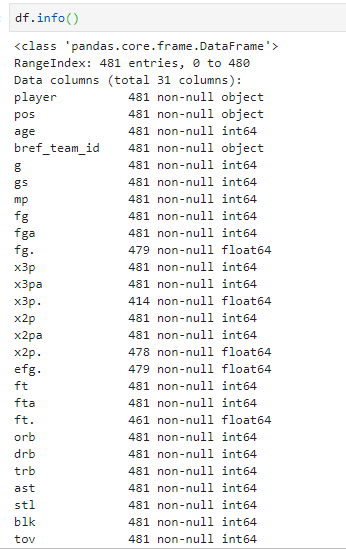 df.info()
<class 'pandas.core.frame.DataFrame'>
RangeIndex: 481 entries, 0 to 480
Data columns (total 31 columns):
player 481 non-null object
pos 481 non-null object
age 481 non-null int64
bref_team_id 481 non-null object
g 481 non-null int64
gs 481 non-null int64
mp 481 non-null int64
fg 481 non-null int64
fga 481 non-null int64
fg. 479 non-null float64
x3p 481 non-null int64
x3pa 481 non-null int64
x3p. 414 non-null float64
x2p 481 non-null int64
x2pa 481 non-null int64
x2p. 478 non-null float64
efg. 479 non-null float64
ft 481 non-null int64
fta 481 non-null int64
ft. 461 non-null float64
orb 481 non-null int64
drb 481 non-null int64
trb 481 non-null int64
ast 481 non-null int64
stl 481 non-null int64
blk 481 non-null int64
tov 481 non-null int64